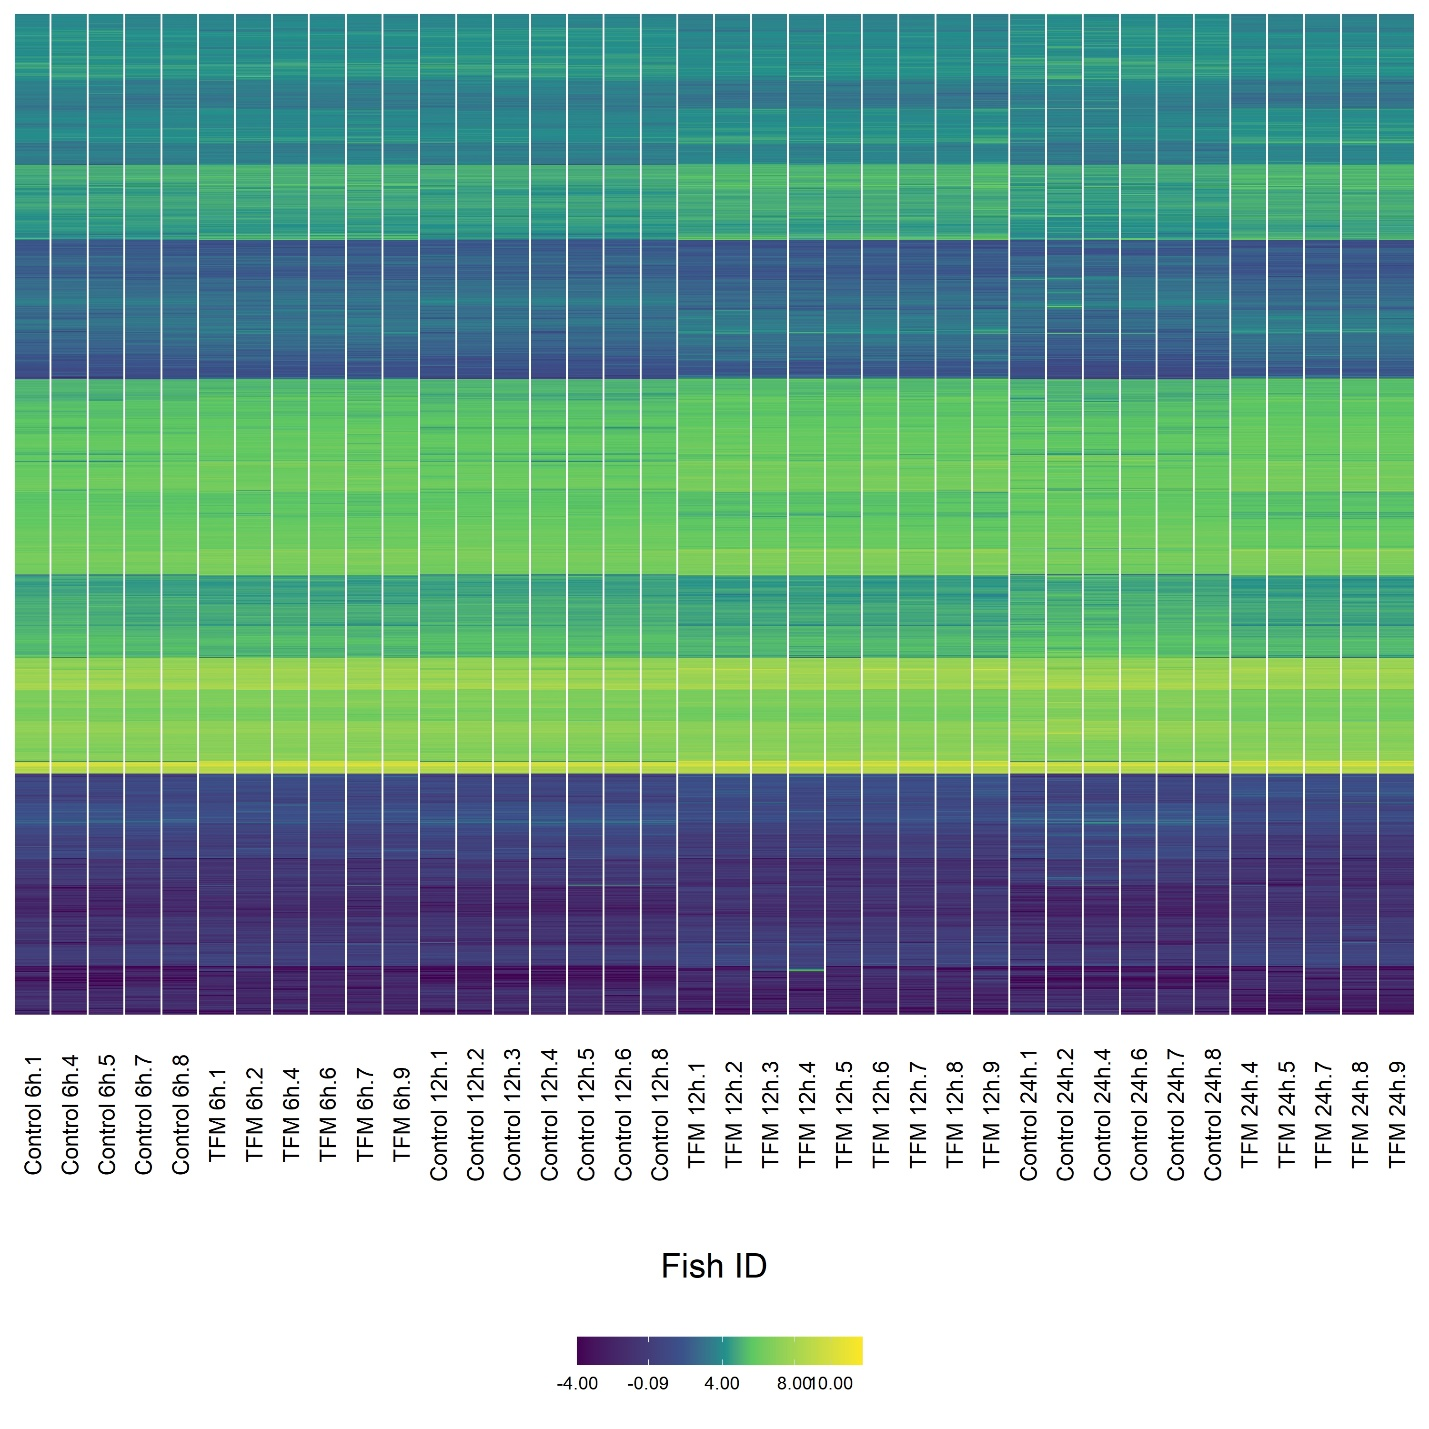 Control 6h.1
Control 6h.4
Control 6h.5
Control 6h.7
Control 6h.8
TFM 6h.1
TFM 6h.2
TFM 6h.4
TFM 6h.6
TFM 6h.7
TFM 6h.9
Control 12h.1
Control 12h.2
Control 12h.3
Control 12h.4
Control 12h.5
Control 12h.6
Control 12h.8
TFM 12h.1
TFM 12h.2
TFM 12h.3
TFM 12h.4
TFM 12h.5
TFM 12h.6
TFM 12h.7
TFM 12h.8
TFM 12h.9
Control 24h.1
Control 24h.2
Control 24h.4
Control 24h.6
Control 24h.7
Control 24h.8
TFM 24h.4
TFM 24h.5
TFM 24h.7
TFM 24h.8
TFM 24h.9
Fish ID
-4.00 -0.09 4.00 8.00 10.00